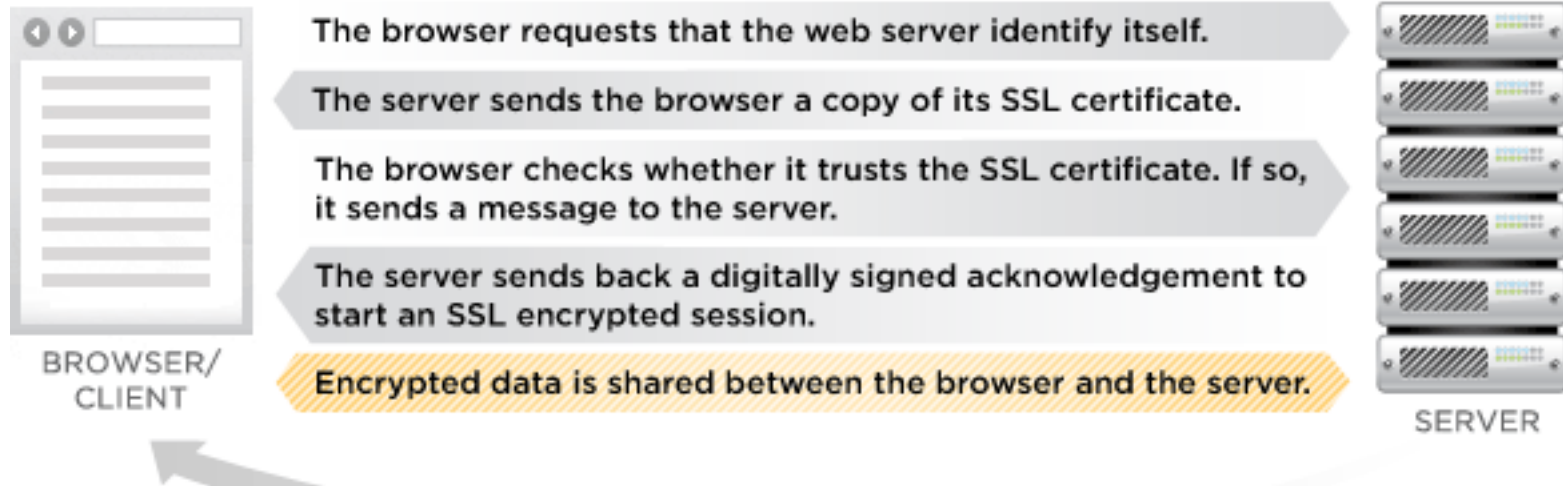 The browser requests that the web server identify itself.
The server sends the browser a copy of its SSL certificate.
The browser checks whether it trusts the SSL certificate. If so,
it sends a message to the server.
The server sends back a digitally signed acknowledgement to
start an SSL encrypted session.
Encrypted data is shared between the browser and the server.
BROWSER/
CLIENT
SERVER